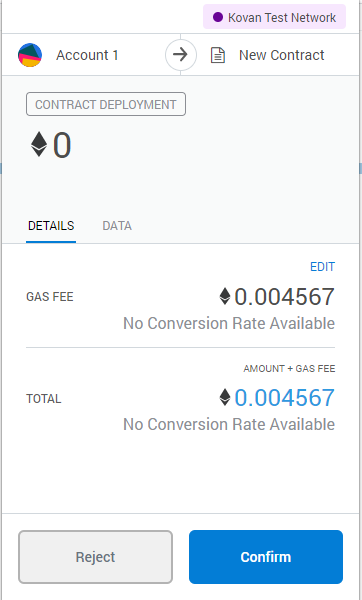 Kovan Test Network
Account 1
New Contract
CONTRACT DEPLOYMENT
0
DETAILS
DATA
EDIT
GAS FEE
0.004567
No Conversion Rate Available
AMOUNT + GAS FEE
TOTAL
0.004567
No Conversion Rate Available
Reject
Confirm